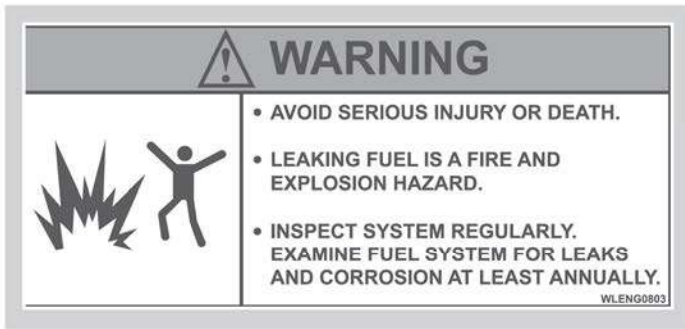 WARNING
• AVOID SERIOUS INJURY OR DEATH.
• LEAKING FUEL IS A FIRE AND
EXPLOSION HAZARD.
• INSPECT SYSTEM REGULARLY.
EXAMINE FUEL SYSTEM FOR LEAKS
AND CORROSION AT LEAST ANNUALLY.
WLENG0803